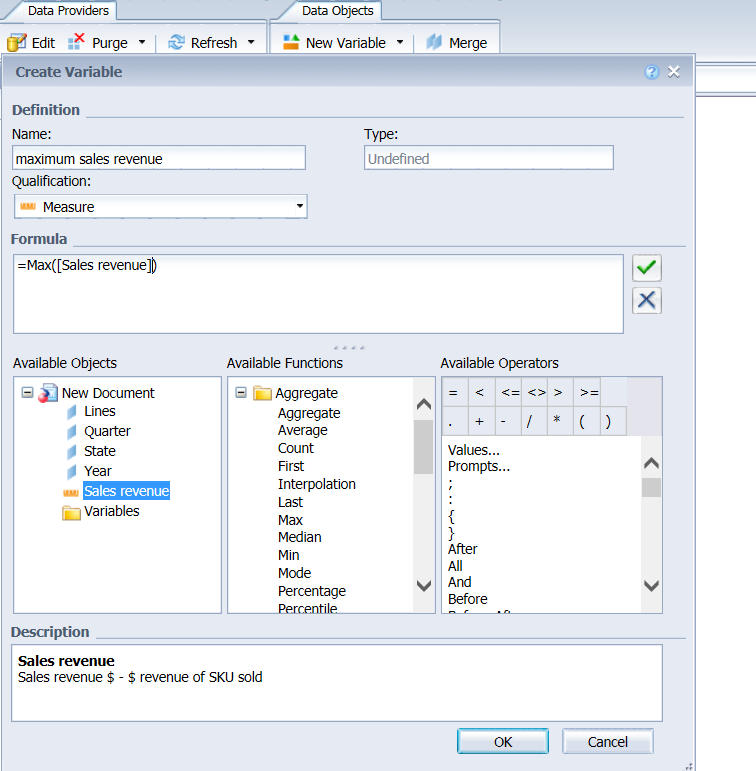 Data Providers Data Objects
Edit Purge Refresh New Variable Merge
Create Variable
Definition
Name: Type:
maximum sales revenue Undefined
Qualification:
Measure
Formula
=Max([Sales revenue])
Available Objects Available Functions Available Operators
New Document Aggregate = < <= <> > >=
Lines Aggregate . + - / * ( )
Quarter Average Values...
State Count Prompts...
Year First ;
Sales revenue Interpolation :
Variables Last {
Max }
Median After
Min All
Mode And
Percentage Before
Percentile
Description
Sales revenue
Sales revenue $ - $ revenue of SKU sold
OK Cancel